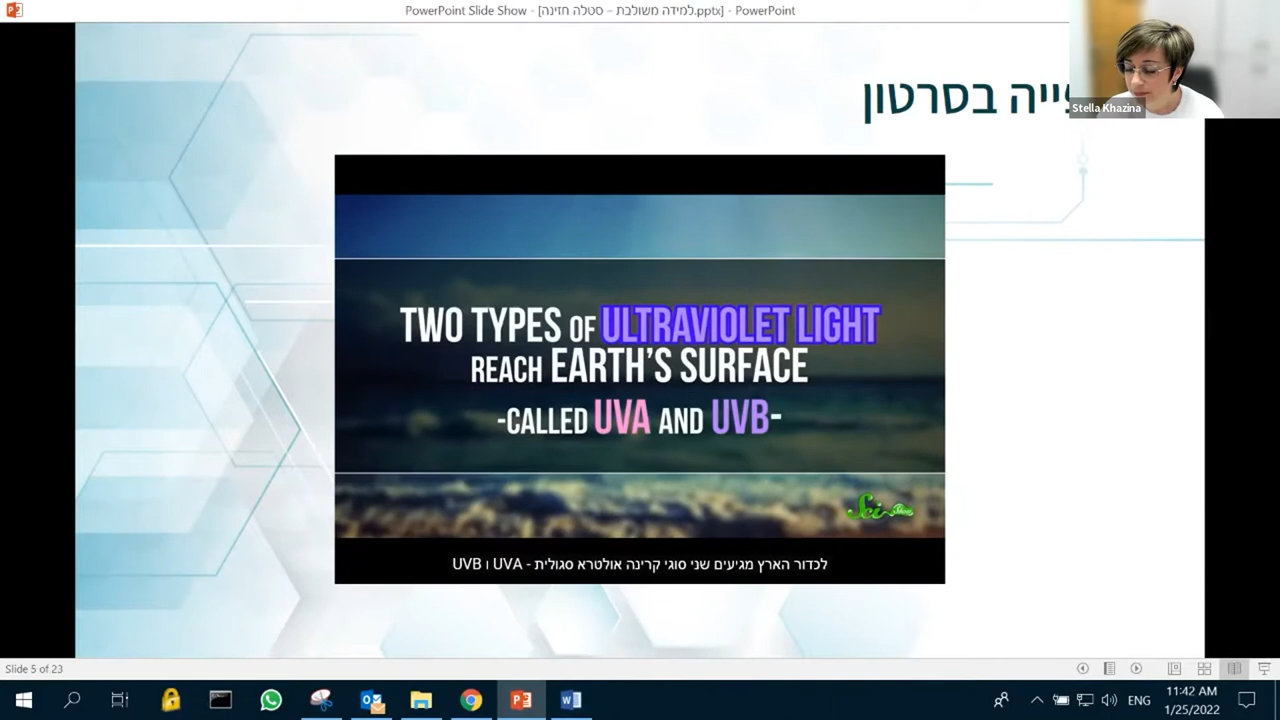 PowerPoint Slide Show - [למידה משולבת – סטלה חזינה.pptx] - PowerPoint
Stella Khazina
בסרטון
TWO TYPES OF ULTRAVIOLET LIGHT
REACH EARTH'S SURFACE
-CALLED UVA AND UVB-
Sci Show
לכדור הארץ מגיעים שני סוגי קרינה אולטרא סגולית - UVA ו UVB
Slide 5 of 23
ENG
11:42 AM
1/25/2022